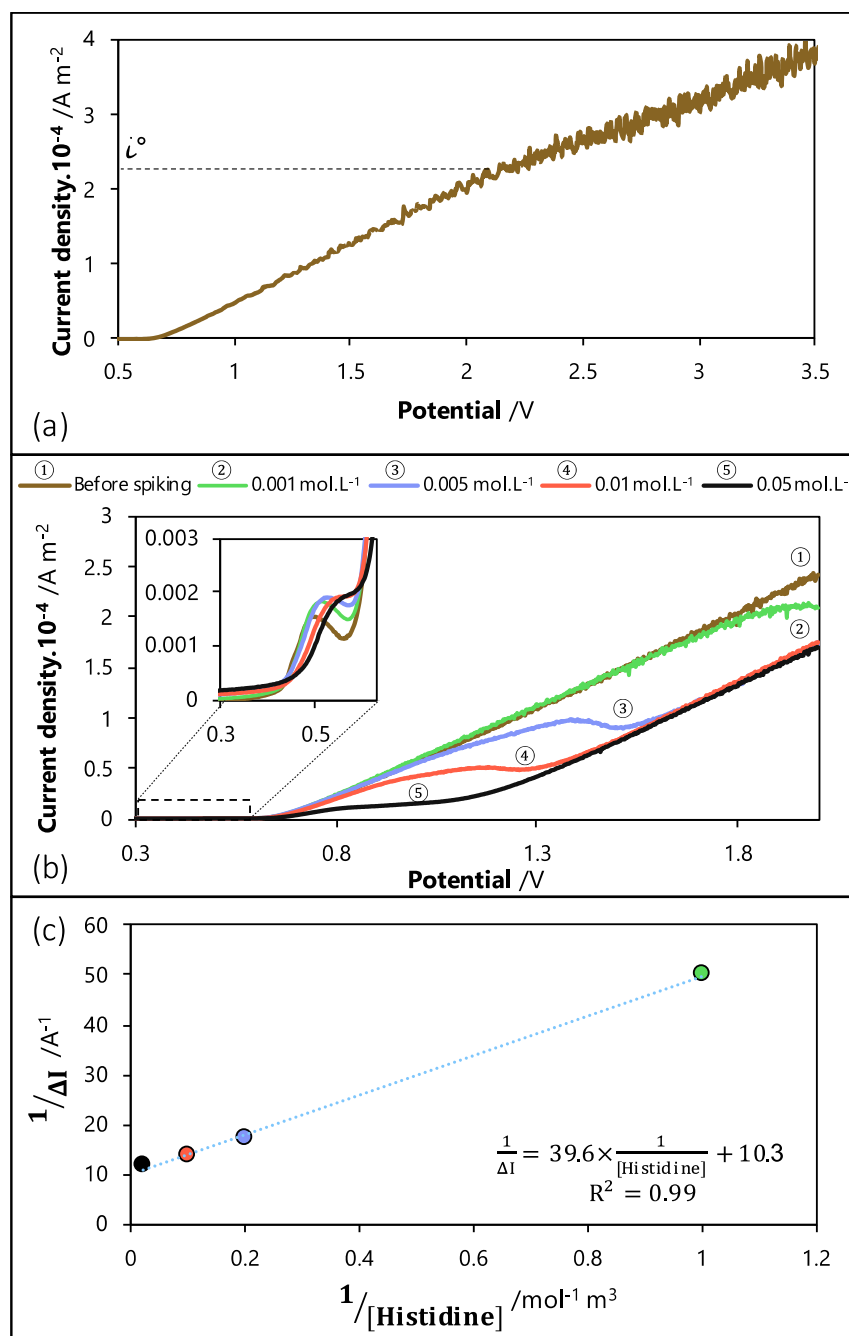 4
3
2
1
0
i°
Current density.10⁻⁴ /A m⁻²
0.5 1 1.5 2 2.5 3 3.5
Potential /V
(a)
① Before spiking ② 0.001 mol.L⁻¹ ③ 0.005 mol.L⁻¹ ④ 0.01 mol.L⁻¹ ⑤ 0.05 mol.L⁻
3
2.5
2
1.5
1
0.5
0
Current density.10⁻⁴ /A m⁻²
0.003
0.002
0.001
0
0.3 0.5
①
②
③
④
⑤
0.3 0.8 1.3 1.8
Potential /V
(b)
(c)
60
50
40
30
20
10
0
1/ΔI /A⁻¹
1/ΔI = 39.6 × 1/[Histidine] + 10.3
R² = 0.99
0 0.2 0.4 0.6 0.8 1 1.2
1/[Histidine] /mol⁻¹ m³